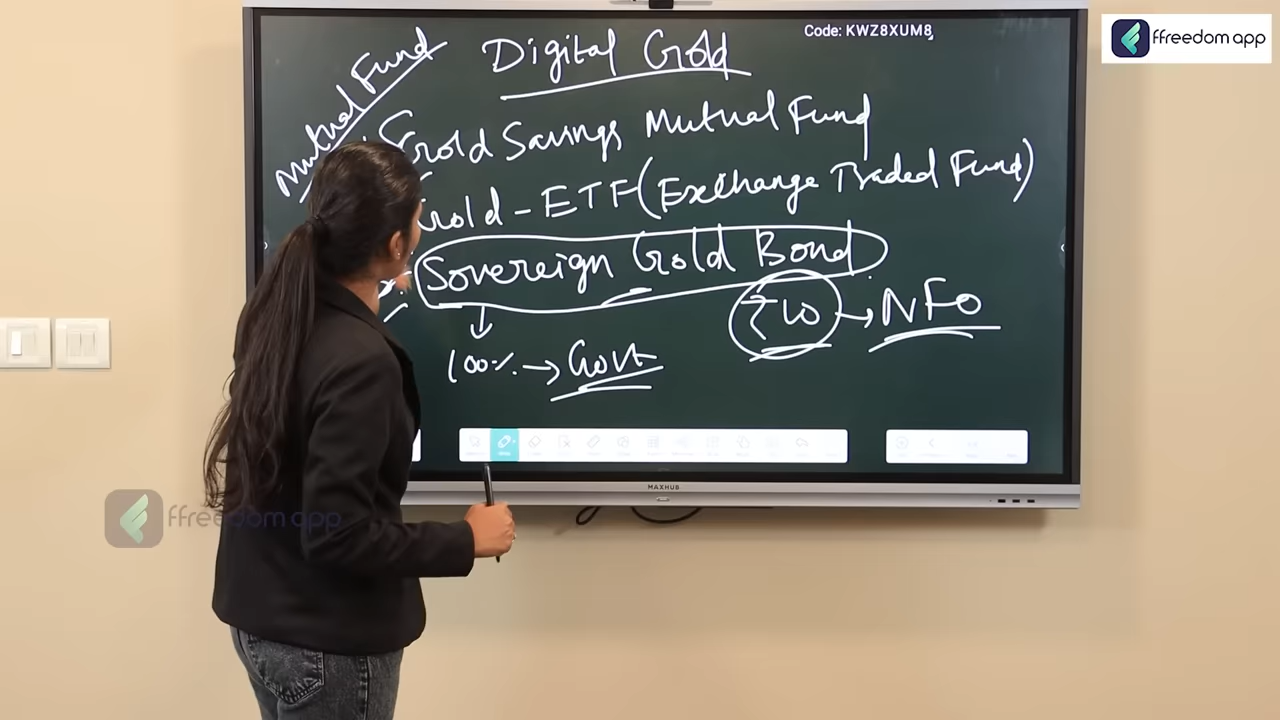 Code: KWZ8XUM8
ffreedom app
Mutual Fund
Digital Gold
Gold Savings Mutual Fund
Gold - ETF (Exchange Traded Fund)
Sovereign Gold Bond
₹10 → NFO
100% → Govt
MAXHUB
ffreedom app